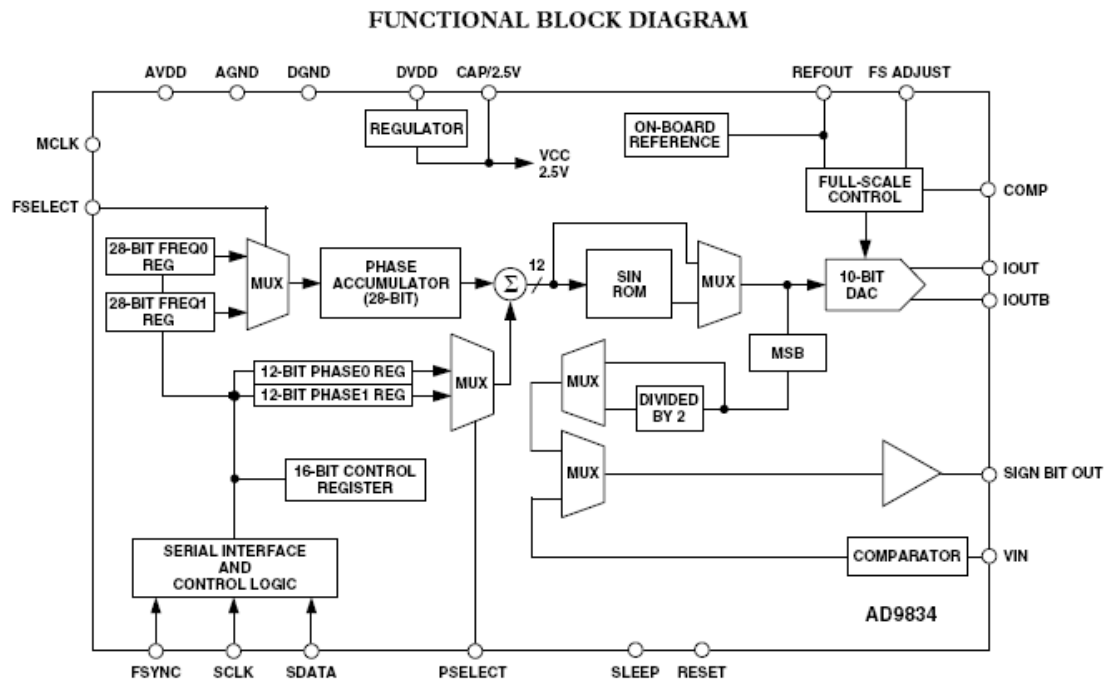 FUNCTIONAL BLOCK DIAGRAM
AVDD
AGND
DGND
DVDD
CAP/2.5V
REFOUT
FS ADJUST
MCLK
REGULATOR
VCC
2.5V
ON-BOARD
REFERENCE
FULL-SCALE
CONTROL
COMP
FSELECT
28-BIT FREQ0
REG
28-BIT FREQ1
REG
MUX
PHASE
ACCUMULATOR
(28-BIT)
Σ
12
SIN
ROM
MUX
10-BIT
DAC
IOUT
IOUTB
12-BIT PHASE0 REG
12-BIT PHASE1 REG
MUX
MUX
DIVIDED
BY 2
MSB
16-BIT CONTROL
REGISTER
MUX
SIGN BIT OUT
SERIAL INTERFACE
AND
CONTROL LOGIC
COMPARATOR
VIN
AD9834
FSYNC
SCLK
SDATA
PSELECT
SLEEP
RESET